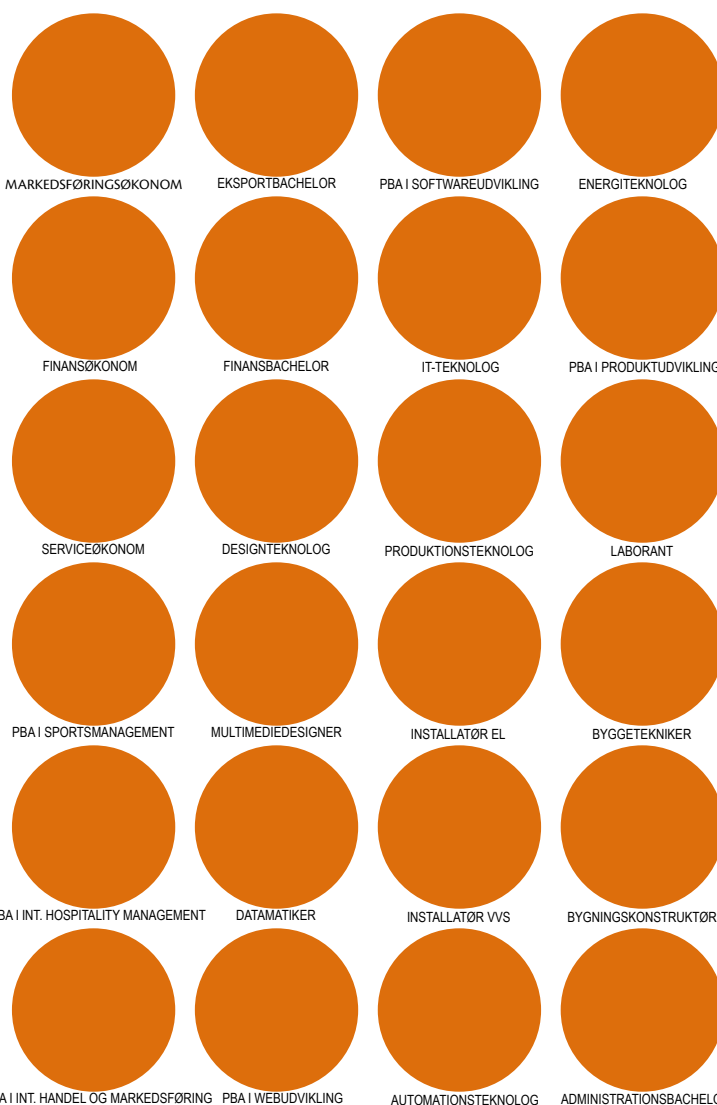 MARKEDSFØRINGSØKONOM EKSPORTBACHELOR PBA I SOFTWAREUDVIKLING ENERGITEKNOLOG
FINANSØKONOM FINANSBACHELOR IT-TEKNOLOG PBA I PRODUKTUDVIKLING
SERVICEØKONOM DESIGNTEKNOLOG PRODUKTIONSTEKNOLOG LABORANT
PBA I SPORTSMANAGEMENT MULTIMEDIEDESIGNER INSTALLATØR EL BYGGETEKNIKER
BA I INT. HOSPITALITY MANAGEMENT DATAMATIKER INSTALLATØR VVS BYGNINGSKONSTRUKTØR
A I INT. HANDEL OG MARKEDSFØRING PBA I WEBUDVIKLING AUTOMATIONSTEKNOLOG ADMINISTRATIONSBACHELO